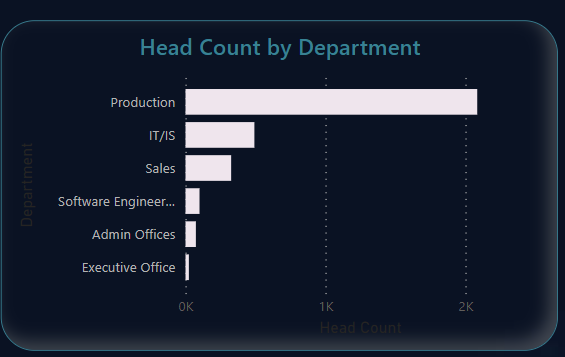 Head Count by Department
Department
Production
IT/IS
Sales
Software Engineer...
Admin Offices
Executive Office
0K 1K 2K
Head Count